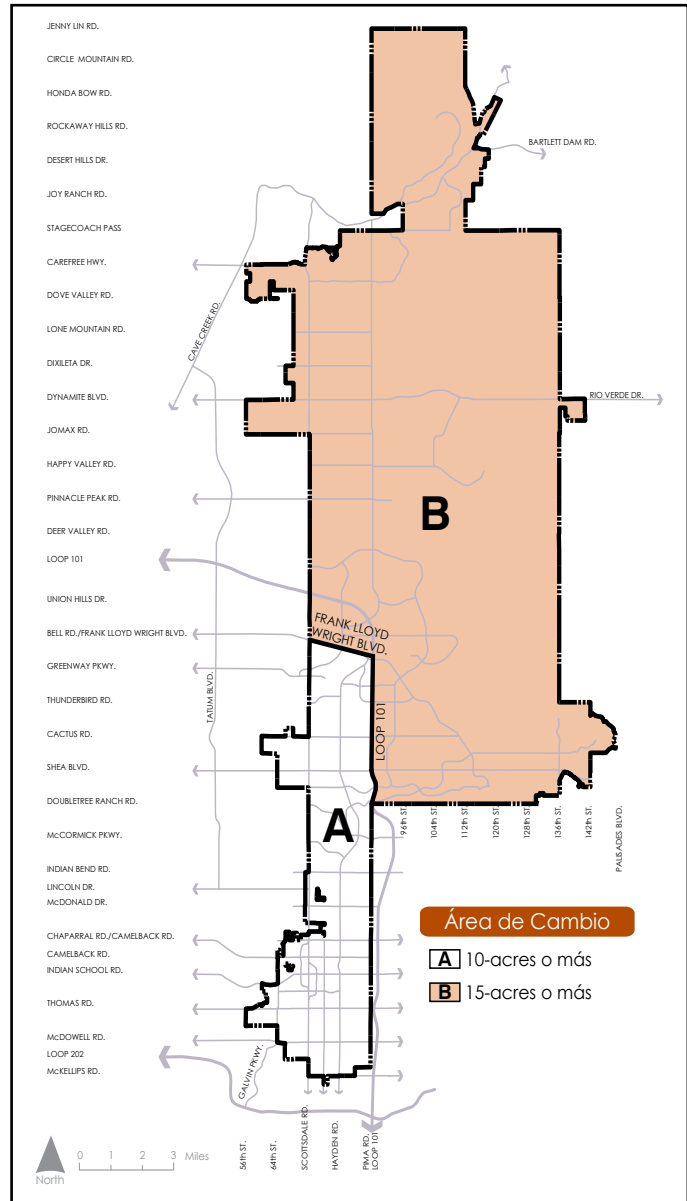 JENNY LIN RD.
CIRCLE MOUNTAIN RD.
HONDA BOW RD.
ROCKAWAY HILLS RD.
BARTLETT DAM RD.
DESERT HILLS DR.
JOY RANCH RD.
STAGECOACH PASS
CAREFREE HWY.
DOVE VALLEY RD.
LONE MOUNTAIN RD.
CAVE CREEK RD.
DIXILETA DR.
DYNAMITE BLVD.
RIO VERDE DR.
JOMAX RD.
HAPPY VALLEY RD.
PINNACLE PEAK RD.
B
DEER VALLEY RD.
LOOP 101
UNION HILLS DR.
FRANK LLOYD
WRIGHT BLVD.
BELL RD./FRANK LLOYD WRIGHT BLVD.
GREENWAY PKWY.
TATUM BLVD.
THUNDERBIRD RD.
LOOP 101
CACTUS RD.
SHEA BLVD.
DOUBLETREE RANCH RD.
A
96th ST.
104th ST.
112th ST.
120th ST.
128th ST.
136th ST.
142th ST.
PALISADES BLVD.
McCORMICK PKWY.
INDIAN BEND RD.
LINCOLN DR.
McDONALD DR.
CHAPARRAL RD./CAMELBACK RD.
CAMELBACK RD.
INDIAN SCHOOL RD.
THOMAS RD.
McDOWELL RD.
LOOP 202
McKELLIPS RD.
GALVIN PKWY.
Área de Cambio
A 10-acres o más
B 15-acres o más
56th ST.
64th ST.
SCOTTSDALE RD.
HAYDEN RD.
PIMA RD.
LOOP 101
North
0 1 2 3 Miles